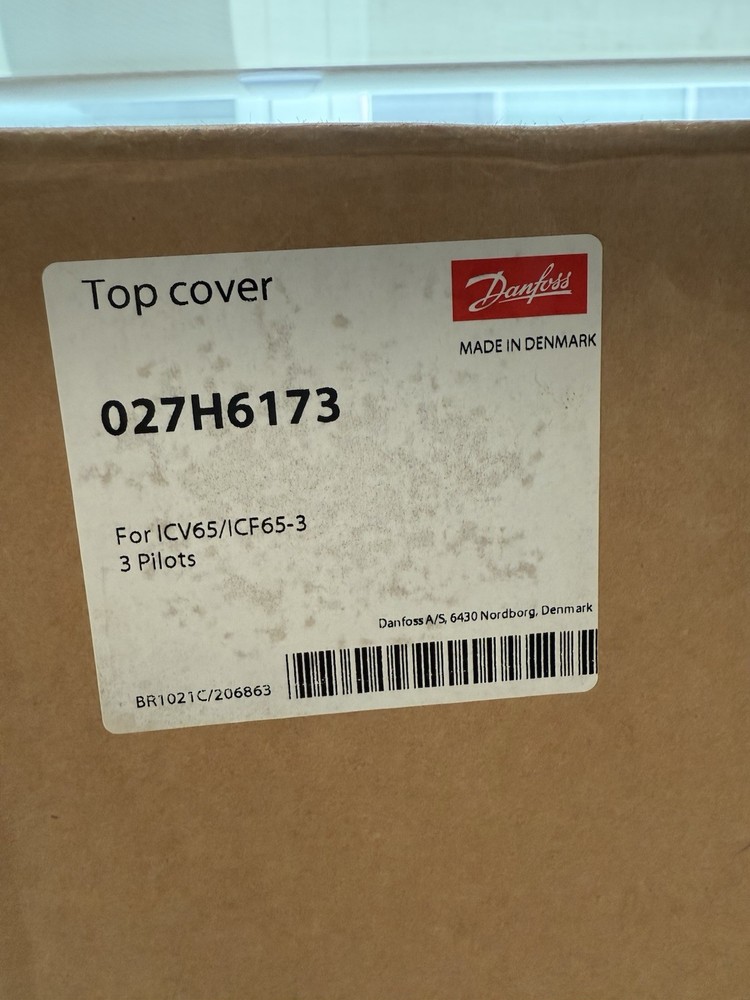 Top cover
Danfoss
MADE IN DENMARK
027H6173
For ICV65/ICF65-3
3 Pilots
Danfoss A/S, 6430 Nordborg, Denmark
BR1021C/206863